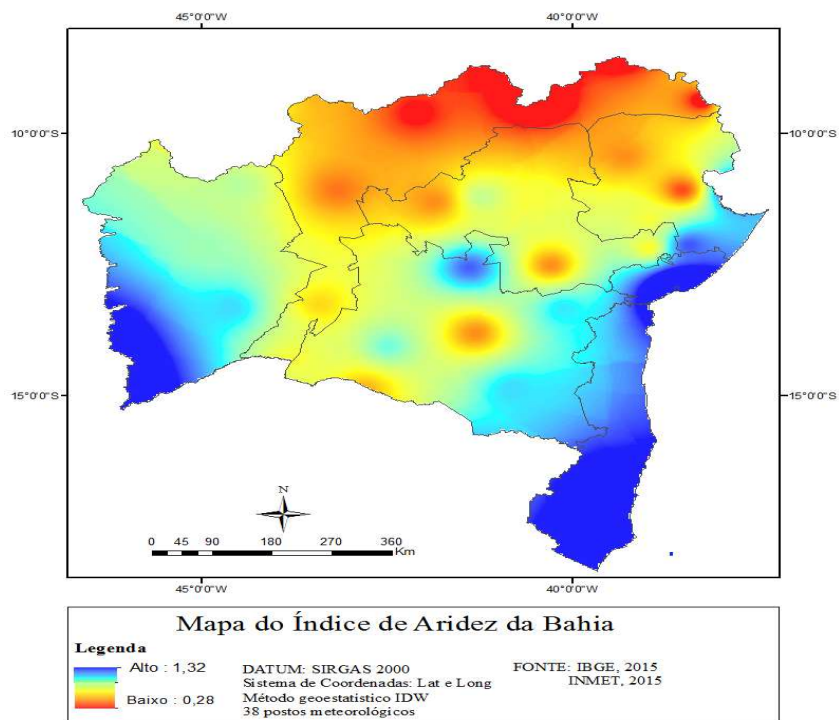 45°0'0"W 40°0'0"W
10°0'0"S 10°0'0"S
15°0'0"S 15°0'0"S
N
0 45 90 180 270 360
Km
45°0'0"W 40°0'0"W
Mapa do Índice de Aridez da Bahia
Legenda
Alto : 1,32
Baixo : 0,28
DATUM: SIRGAS 2000
Sistema de Coordenadas: Lat e Long
Método geoestatistico IDW
38 postos meteorológicos
FONTE: IBGE, 2015
INMET, 2015